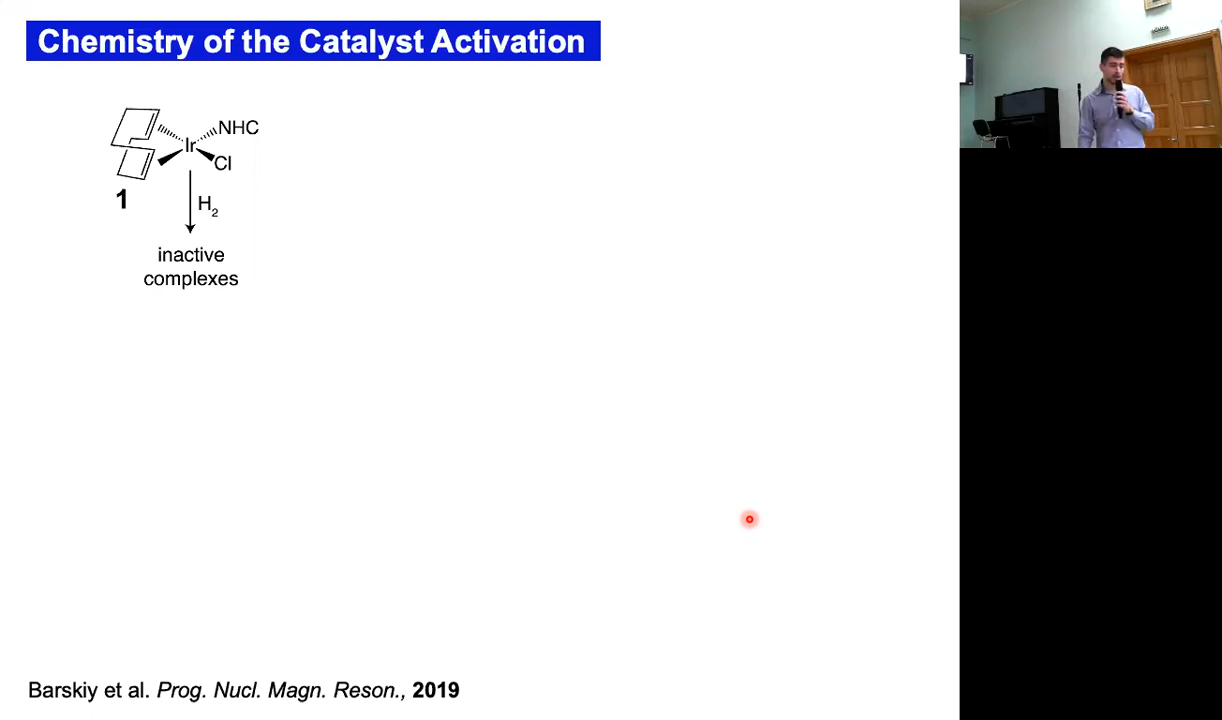 Chemistry of the Catalyst Activation
NHC
Ir
Cl
1
H2
inactive
complexes
Barskiy et al. Prog. Nucl. Magn. Reson., 2019